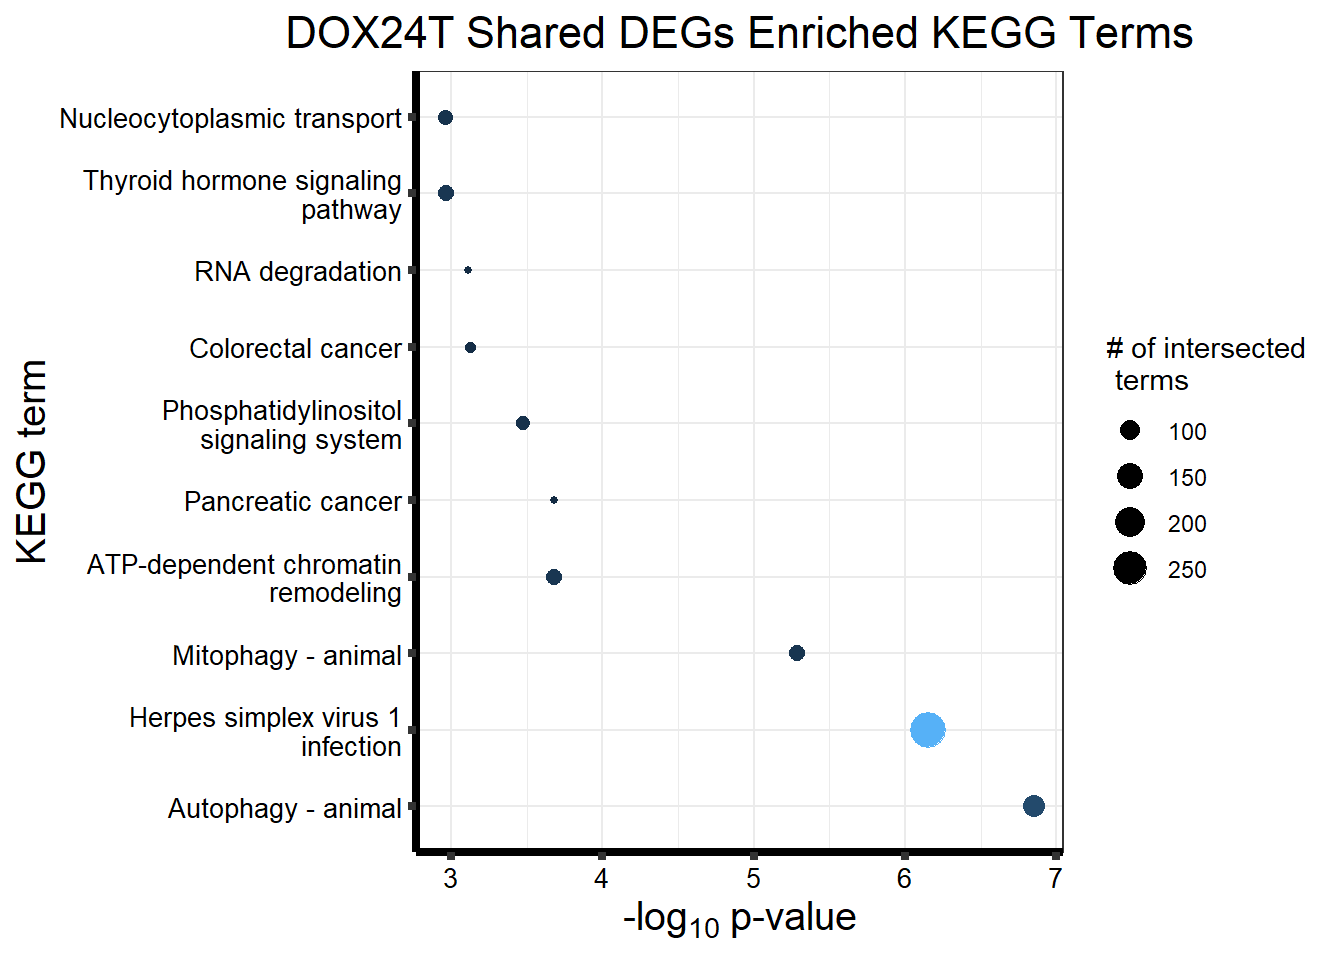 DOX24T Shared DEGs Enriched KEGG Terms
KEGG term
Nucleocytoplasmic transport
Thyroid hormone signaling
pathway
RNA degradation
Colorectal cancer
Phosphatidylinositol
signaling system
Pancreatic cancer
ATP-dependent chromatin
remodeling
Mitophagy - animal
Herpes simplex virus 1
infection
Autophagy - animal
3 4 5 6 7
-log10 p-value
# of intersected
terms
100
150
200
250